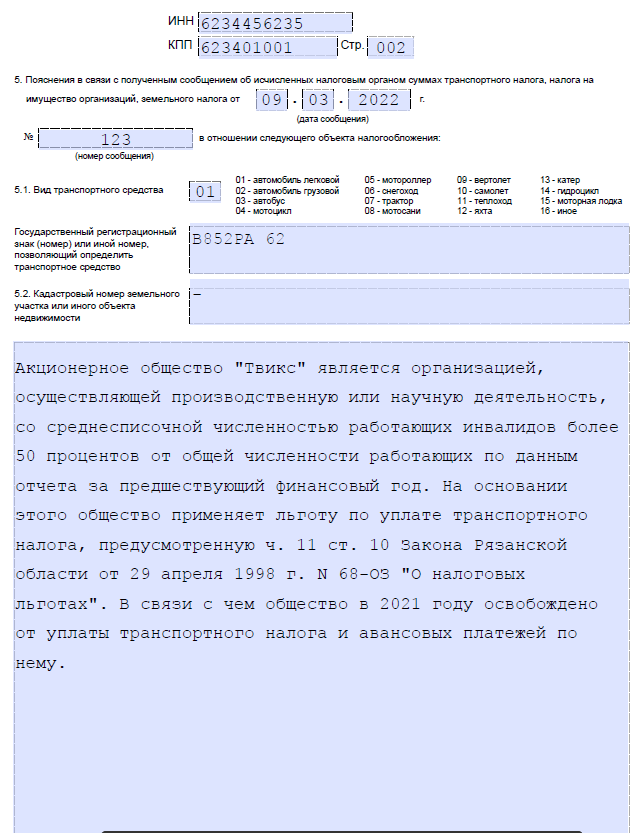 ИНН 6234456235
КПП 623401001 Стр. 002
5. Пояснения в связи с полученным сообщением об исчисленных налоговым органом суммах транспортного налога, налога на
имущество организаций, земельного налога от 09 . 03 . 2022 г.
(дата сообщения)
№ 123 в отношении следующего объекта налогообложения:
(номер сообщения)
5.1. Вид транспортного средства 01
01 - автомобиль легковой 05 - мотороллер 09 - вертолет 13 - катер
02 - автомобиль грузовой 06 - снегоход 10 - самолет 14 - гидроцикл
03 - автобус 07 - трактор 11 - теплоход 15 - моторная лодка
04 - мотоцикл 08 - мотосани 12 - яхта 16 - иное
Государственный регистрационный
знак (номер) или иной номер,
позволяющий определить
транспортное средство
В852РА 62
5.2. Кадастровый номер земельного
участка или иного объекта
недвижимости
–
Акционерное общество "Твикс" является организацией,
осуществляющей производственную или научную деятельность,
со среднесписочной численностью работающих инвалидов более
50 процентов от общей численности работающих по данным
отчета за предшествующий финансовый год. На основании
этого общество применяет льготу по уплате транспортного
налога, предусмотренную ч. 11 ст. 10 Закона Рязанской
области от 29 апреля 1998 г. N 68-ОЗ "О налоговых
льготах". В связи с чем общество в 2021 году освобождено
от уплаты транспортного налога и авансовых платежей по
нему.